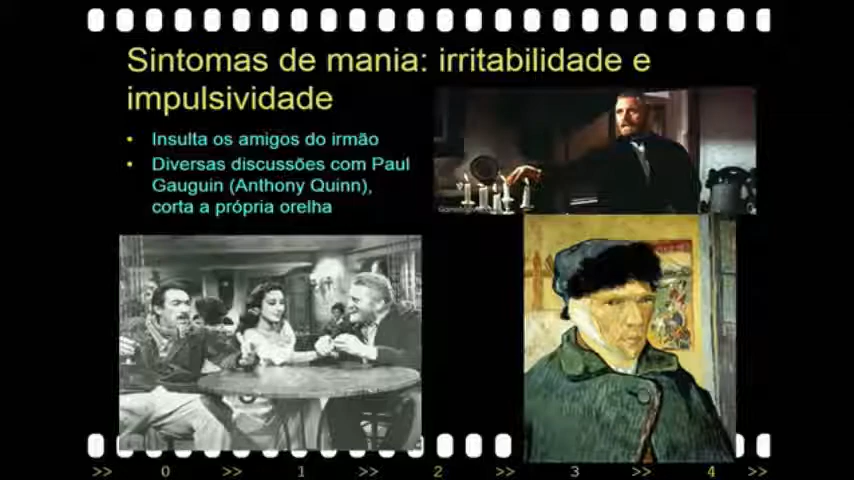 Sintomas de mania: irritabilidade e
impulsividade
• Insulta os amigos do irmão
• Diversas discussões com Paul
Gauguin (Anthony Quinn),
corta a própria orelha
>> 0 >> 1 >> 2 >> 3 >> 4 >>